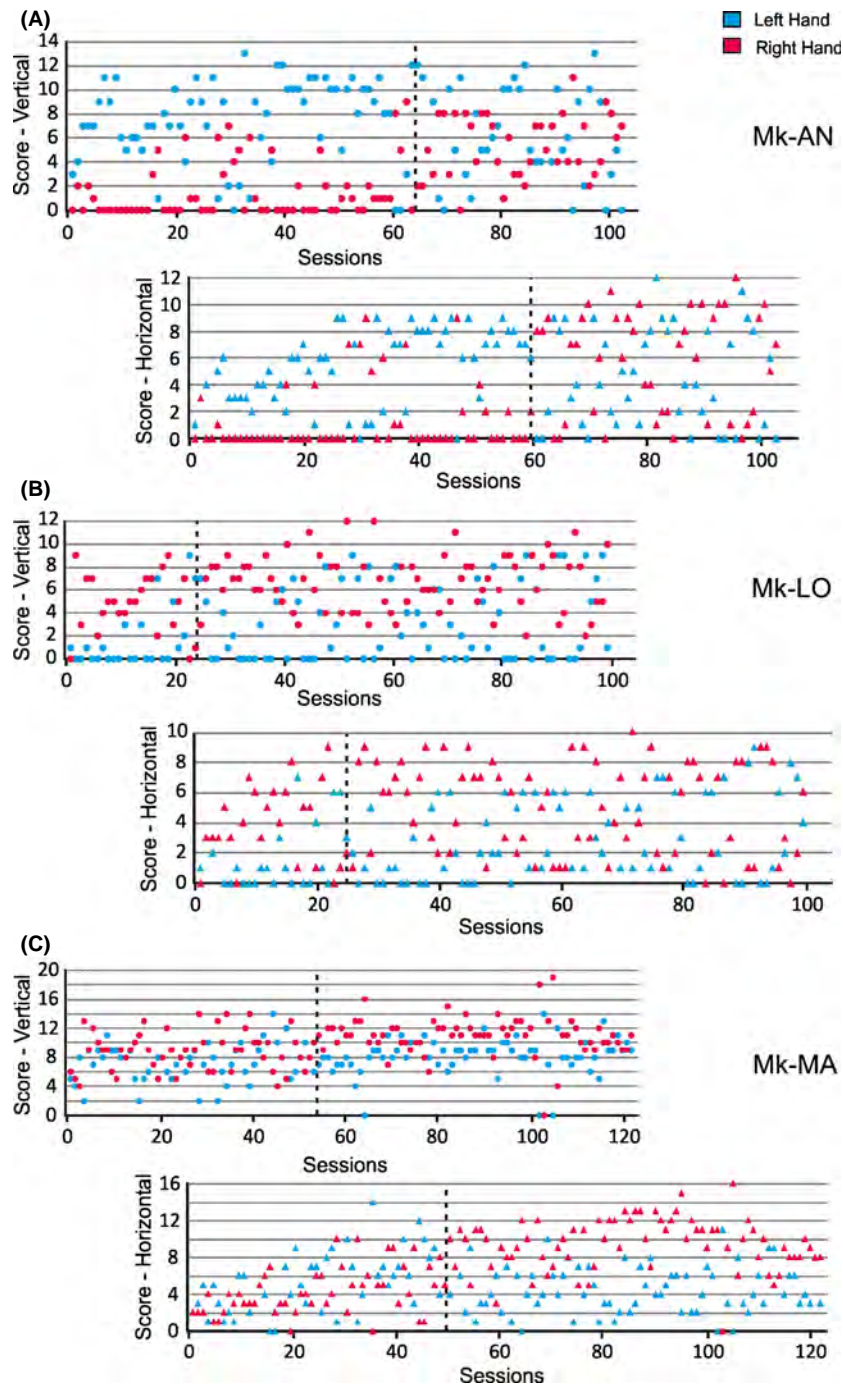 (A)
Left Hand
Right Hand
Score - Vertical
14
12
10
8
6
4
2
0
0 20 40 60 80 100
Sessions
Mk-AN
Score - Horizontal
12
10
8
6
4
2
0
0 20 40 60 80 100
Sessions
(B)
Score - Vertical
12
10
8
6
4
2
0
0 20 40 60 80 100
Sessions
Mk-LO
Score - Horizontal
10
8
6
4
2
0
0 20 40 60 80 100
Sessions
(C)
Score - Vertical
20
16
12
8
4
0
0 20 40 60 80 100 120
Sessions
Mk-MA
Score - Horizontal
16
12
8
4
0
0 20 40 60 80 100 120
Sessions